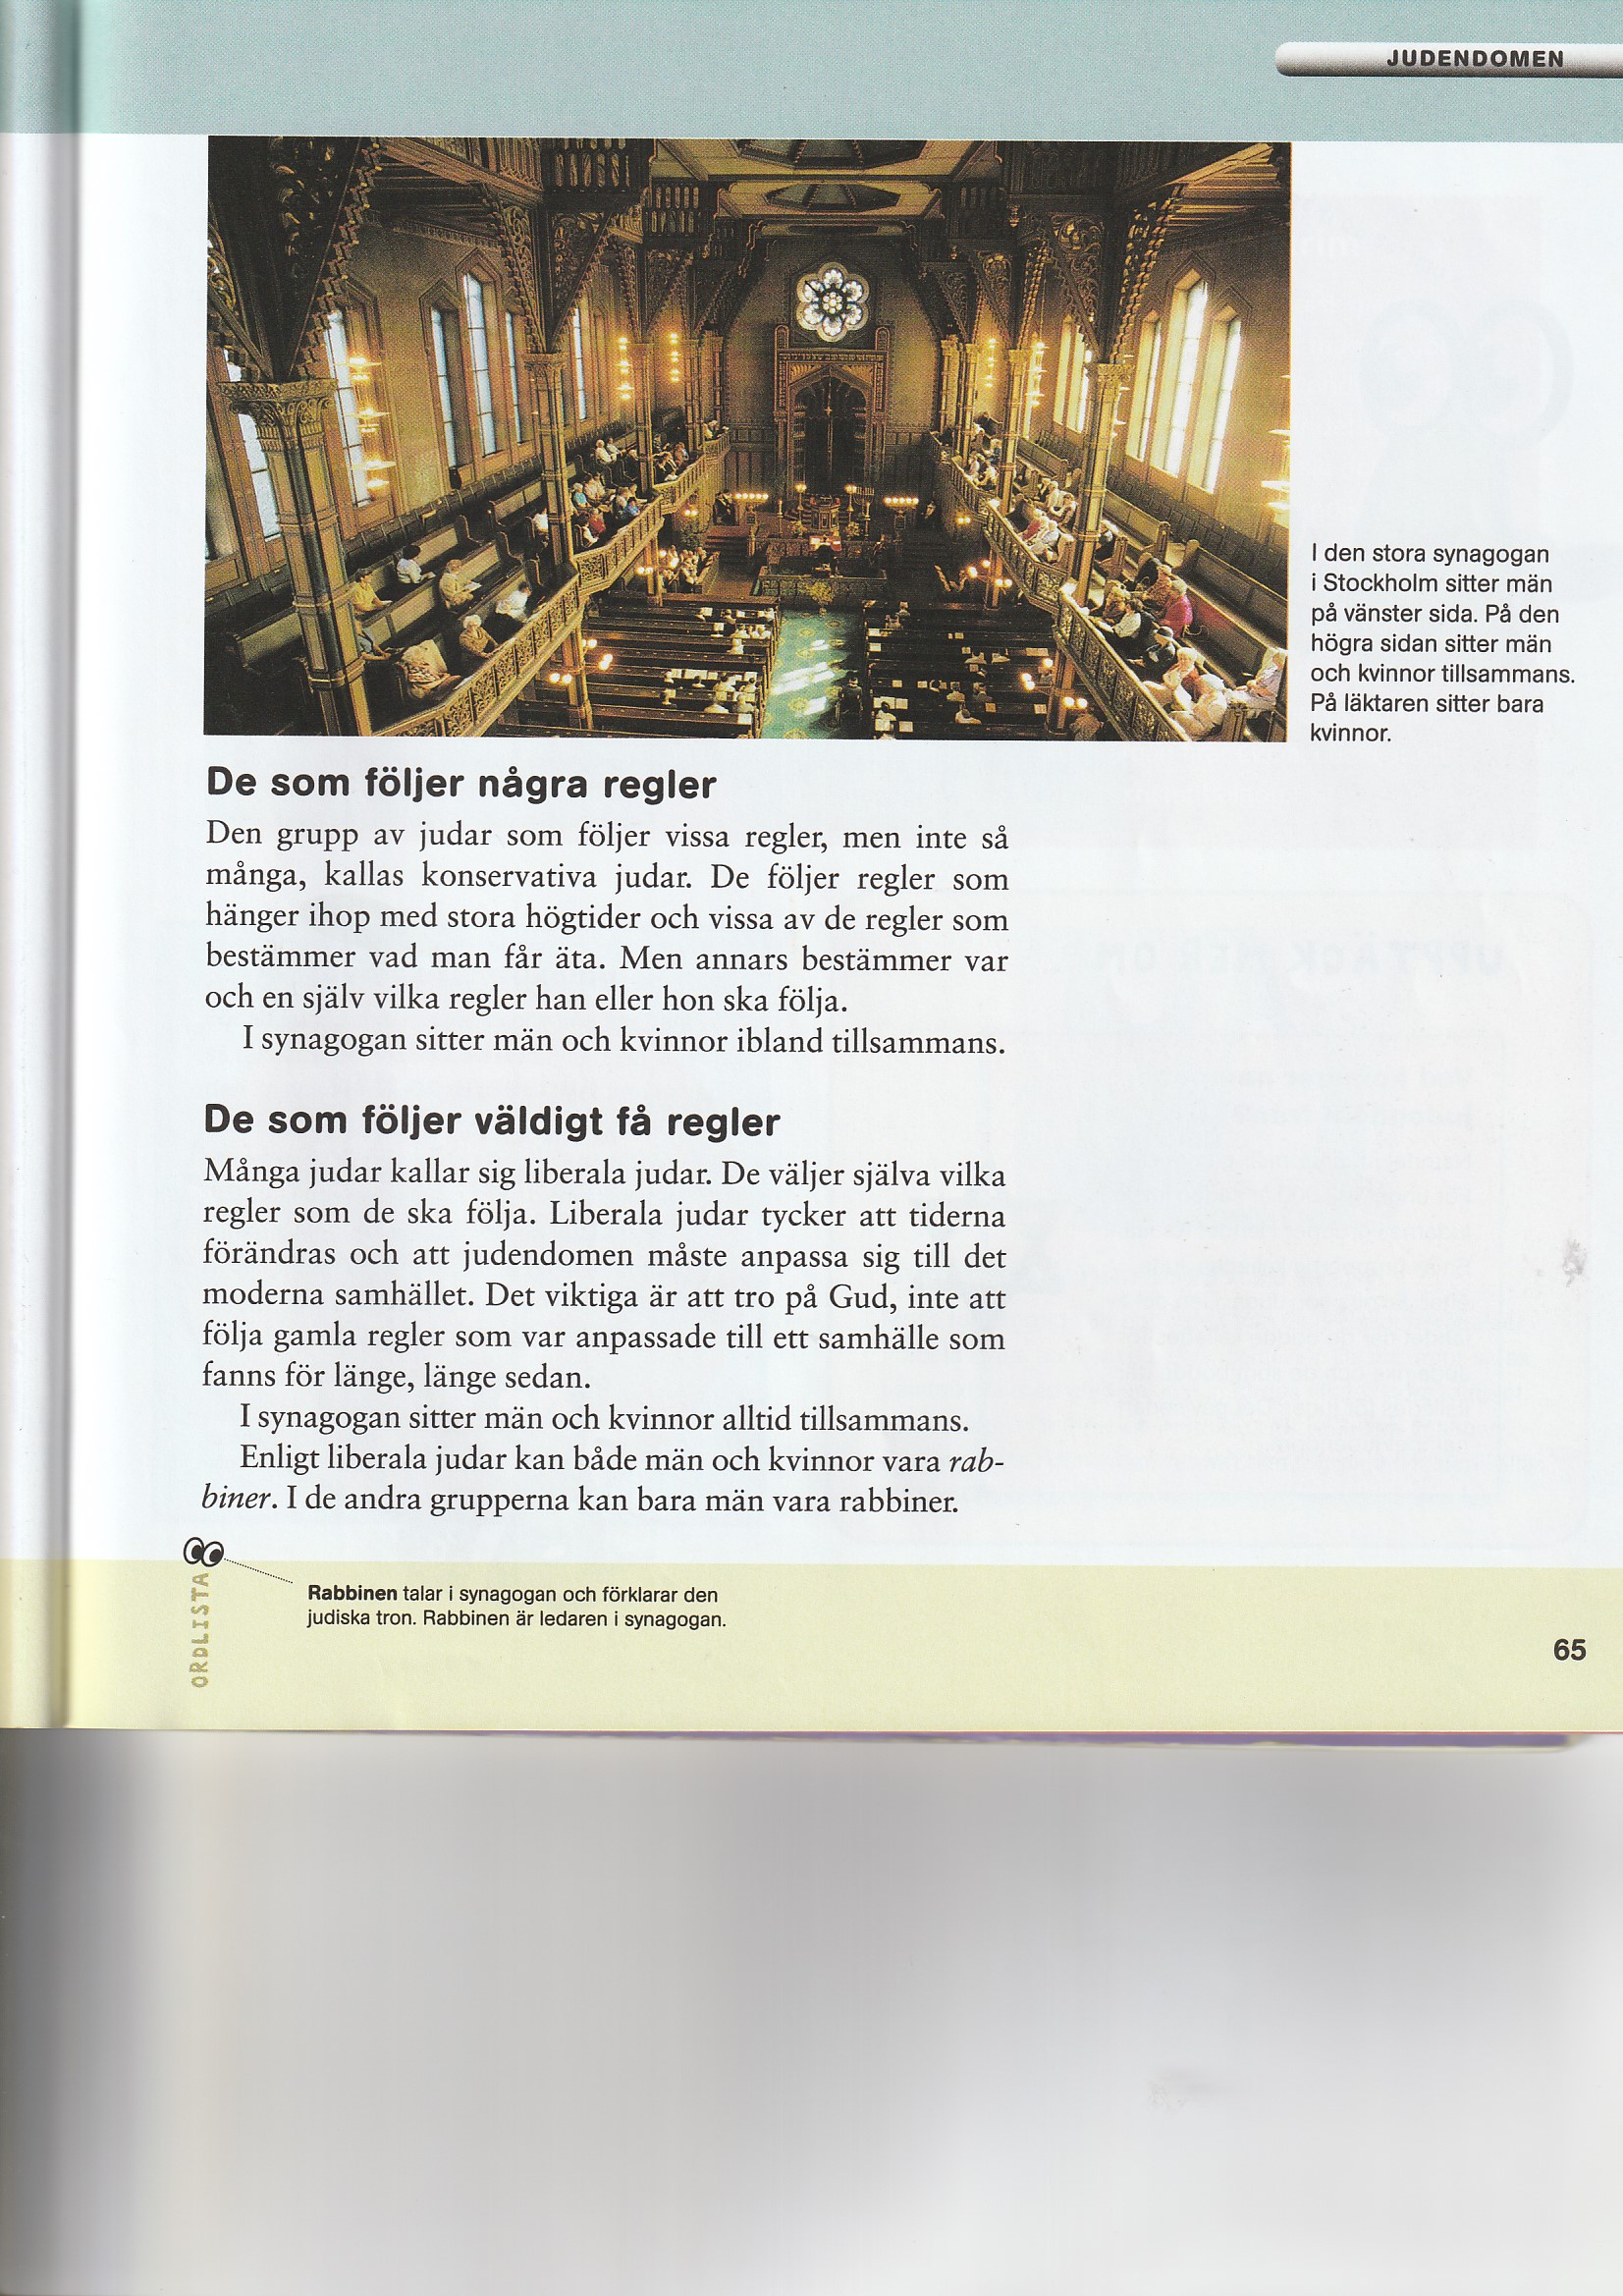 JUDENDOMEN
I den stora synagogan
i Stockholm sitter män
på vänster sida. På den
högra sidan sitter män
och kvinnor tillsammans.
På läktaren sitter bara
kvinnor.
De som följer några regler
Den grupp av judar som följer vissa regler, men inte så
många, kallas konservativa judar. De följer regler som
hänger ihop med stora högtider och vissa av de regler som
bestämmer vad man får äta. Men annars bestämmer var
och en själv vilka regler han eller hon ska följa.
I synagogan sitter män och kvinnor ibland tillsammans.
De som följer väldigt få regler
Många judar kallar sig liberala judar. De väljer själva vilka
regler som de ska följa. Liberala judar tycker att tiderna
förändras och att judendomen måste anpassa sig till det
moderna samhället. Det viktiga är att tro på Gud, inte att
följa gamla regler som var anpassade till ett samhälle som
fanns för länge, länge sedan.
I synagogan sitter män och kvinnor alltid tillsammans.
Enligt liberala judar kan både män och kvinnor vara rab-
biner. I de andra grupperna kan bara män vara rabbiner.
ORDLISTA
Rabbinen talar i synagogan och förklarar den
judiska tron. Rabbinen är ledaren i synagogan.
65